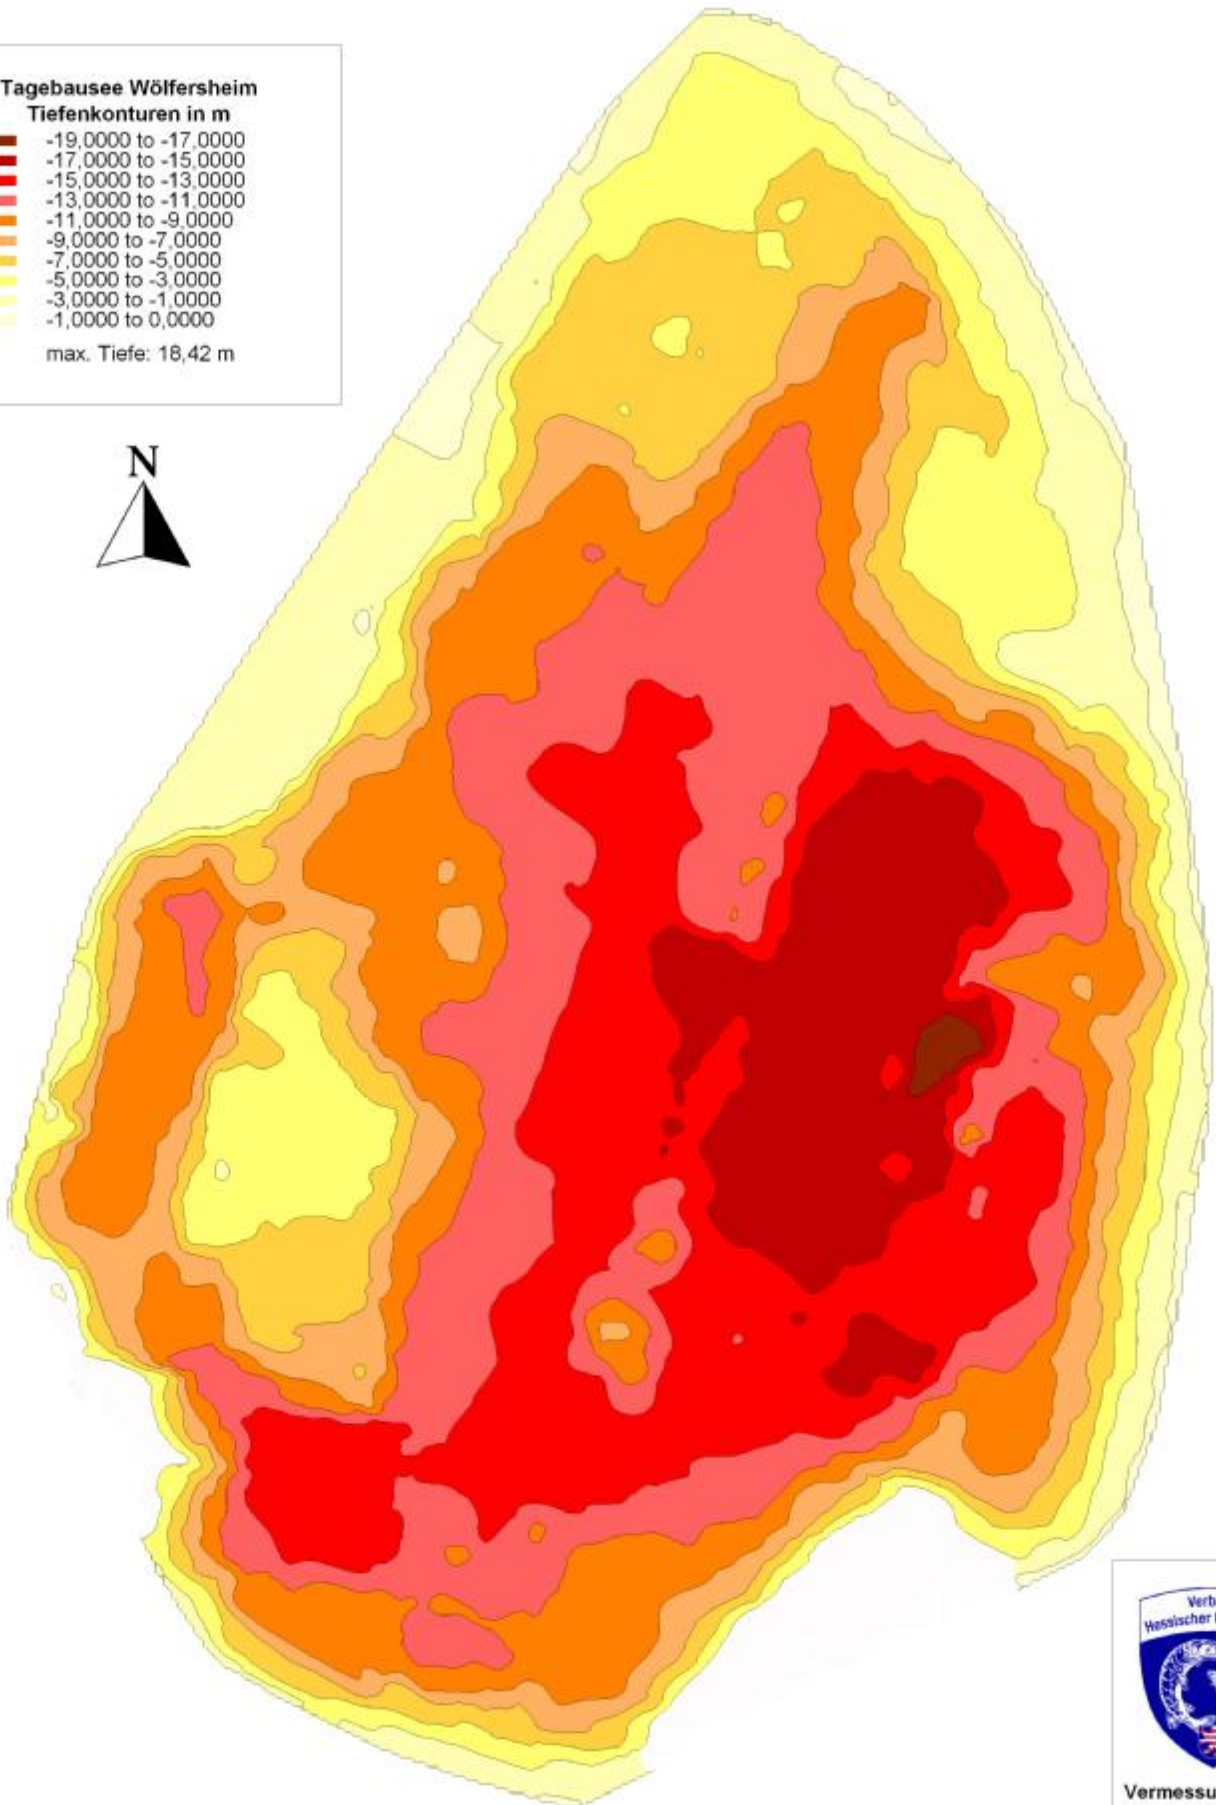 Tagebausee Wölfersheim
Tiefenkonturen in m
-19,0000 to -17,0000
-17,0000 to -15,0000
-15,0000 to -13,0000
-13,0000 to -11,0000
-11,0000 to -9,0000
-9,0000 to -7,0000
-7,0000 to -5,0000
-5,0000 to -3,0000
-3,0000 to -1,0000
-1,0000 to 0,0000
max. Tiefe: 18,42 m
N
Verb
Hessischer
Vermessu